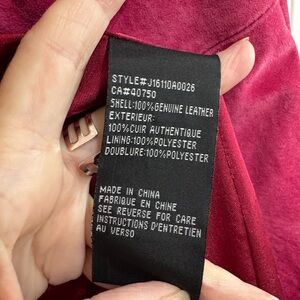 STYLE#J16110A0026
CA#40750
SHELL:100%GENUINE LEATHER
EXTERIEUR:
100%CUIR AUTHENTIQUE
LINING:100%POLYESTER
DOUBLURE:100%POLYESTER
MADE IN CHINA
FABRIQUE EN CHINE
SEE REVERSE FOR CARE
INSTRUCTIONS D'ENTRETIEN
AU VERSO